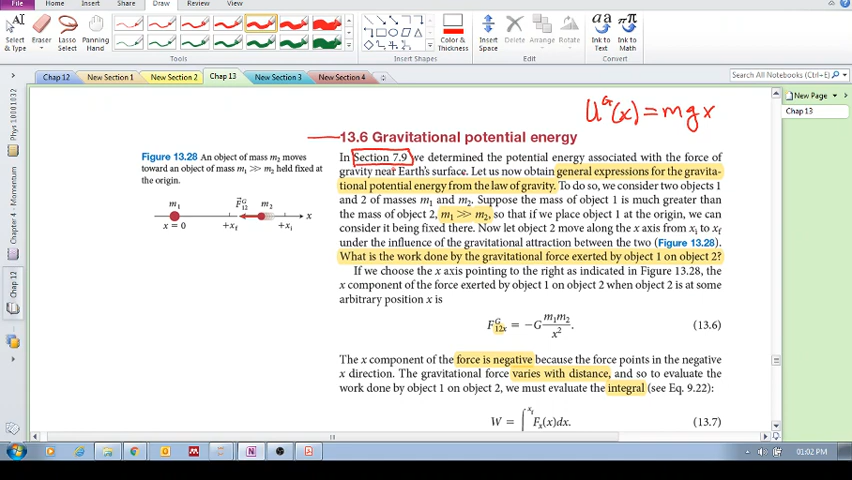 File
Home
Insert
Draw
History
Review
View
Select & Type
Eraser
Lasso Select
Panning Hand
Tools
Color & Thickness
Insert Shapes
Insert Space
Delete
Arrange
Rotate
Edit
Ink to Text
Ink to Math
Convert
Chap 12
New Section 1
New Section 2
Chap 13
New Section 3
New Section 4
Search All Notebooks (Ctrl+E)
New Page
Chap 13
Phys 10001032
Chapter 4 - Momentum
Uᴳ(x) = mgx
13.6 Gravitational potential energy
Figure 13.28 An object of mass m₂ moves
toward an object of mass m₁ >> m₂ held fixed at
the origin.
m₁
F⃗ᴳ₁₂
m₂
x
x = 0
+x_f
+x_i
In Section 7.9 we determined the potential energy associated with the force of
gravity near Earth's surface. Let us now obtain general expressions for the gravita-
tional potential energy from the law of gravity. To do so, we consider two objects 1
and 2 of masses m₁ and m₂. Suppose the mass of object 1 is much greater than
the mass of object 2, m₁ >> m₂, so that if we place object 1 at the origin, we can
consider it being fixed there. Now let object 2 move along the x axis from x_i to x_f
under the influence of the gravitational attraction between the two (Figure 13.28).
What is the work done by the gravitational force exerted by object 1 on object 2?
If we choose the x axis pointing to the right as indicated in Figure 13.28, the
x component of the force exerted by object 1 on object 2 when object 2 is at some
arbitrary position x is
Fᴳ₁₂ₓ = −G m₁m₂/x². (13.6)
The x component of the force is negative because the force points in the negative
x direction. The gravitational force varies with distance, and so to evaluate the
work done by object 1 on object 2, we must evaluate the integral (see Eq. 9.22):
W = ∫^{x_f} Fₓ(x)dx. (13.7)
01:02 PM